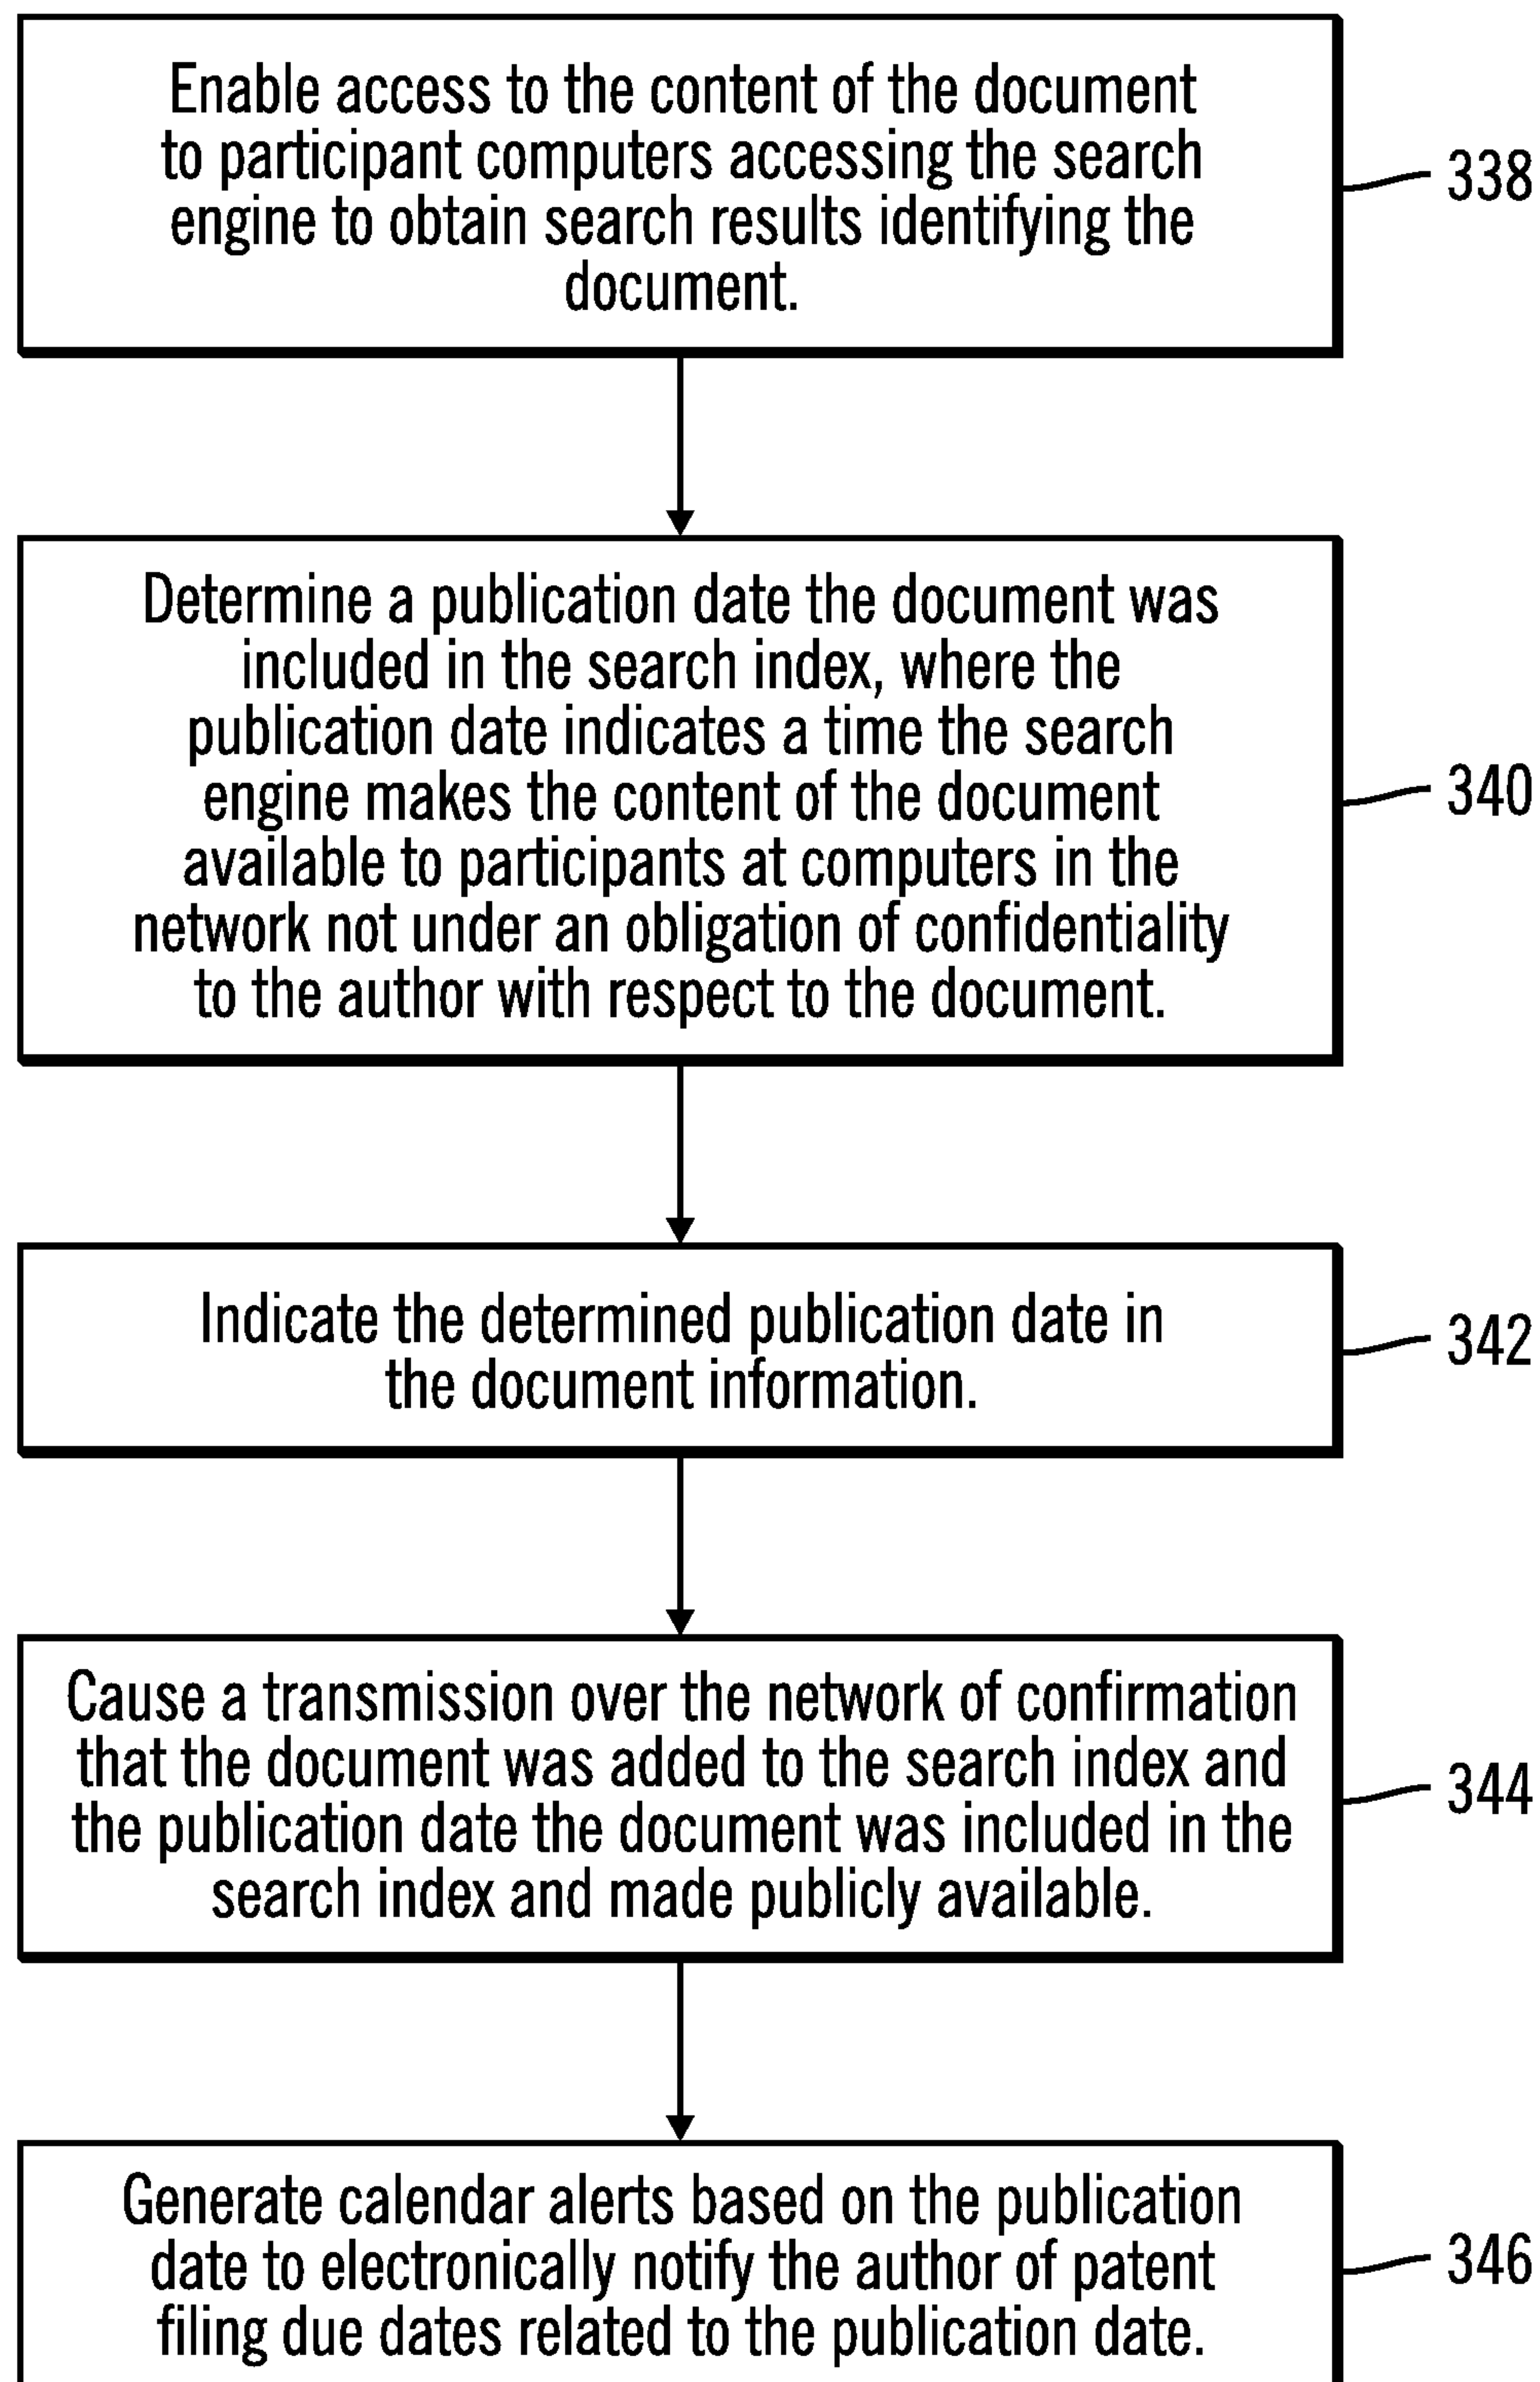 Enable access to the content of the document
to participant computers accessing the search
engine to obtain search results identifying the
document.
338
Determine a publication date the document was
included in the search index, where the
publication date indicates a time the search
engine makes the content of the document
available to participants at computers in the
network not under an obligation of confidentiality
to the author with respect to the document.
340
Indicate the determined publication date in
the document information.
342
Cause a transmission over the network of confirmation
that the document was added to the search index and
the publication date the document was included in the
search index and made publicly available.
344
Generate calendar alerts based on the publication
date to electronically notify the author of patent
filing due dates related to the publication date.
346